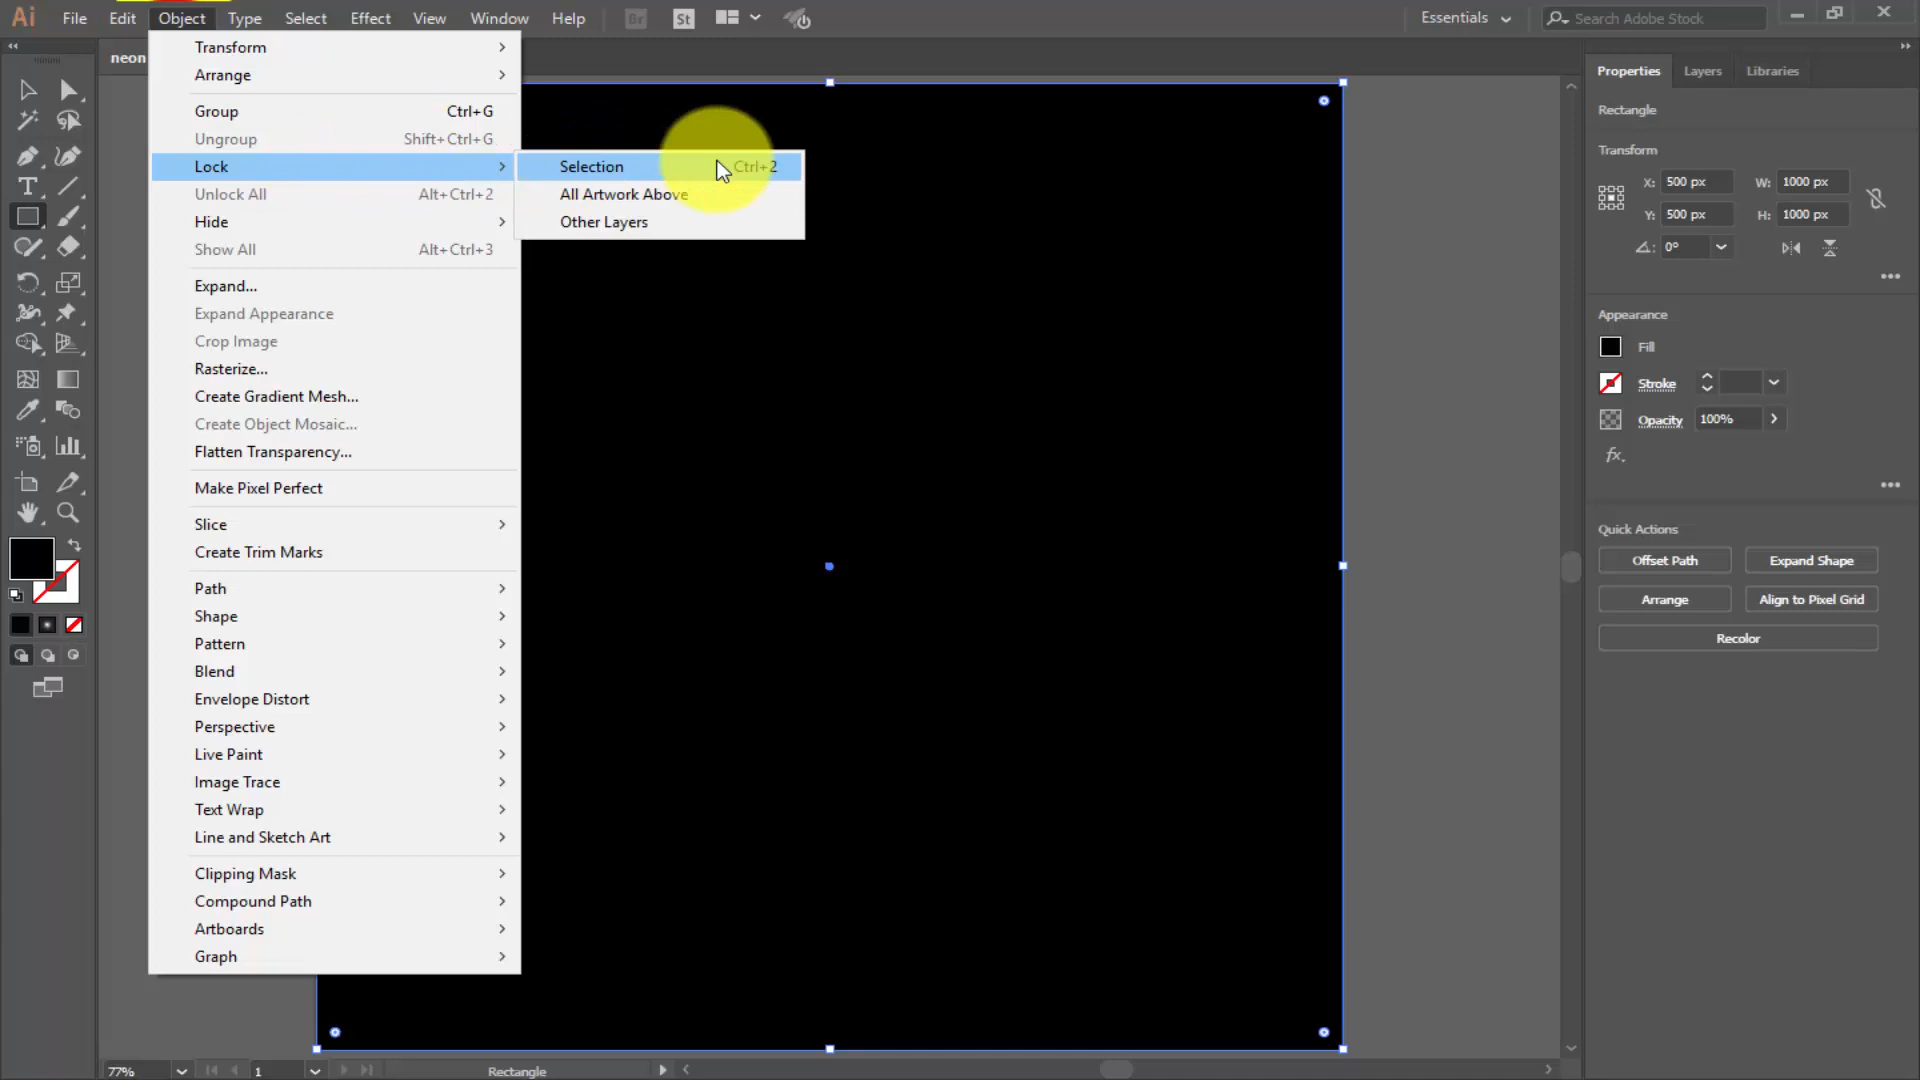 Ai File Edit Object Type Select Effect View Window Help Br St Essentials Search Adobe Stock
neon
Transform
Arrange
Group Ctrl+G
Ungroup Shift+Ctrl+G
Lock
Unlock All Alt+Ctrl+2
Hide
Show All Alt+Ctrl+3
Expand...
Expand Appearance
Crop Image
Rasterize...
Create Gradient Mesh...
Create Object Mosaic...
Flatten Transparency...
Make Pixel Perfect
Slice
Create Trim Marks
Path
Shape
Pattern
Blend
Envelope Distort
Perspective
Live Paint
Image Trace
Text Wrap
Line and Sketch Art
Clipping Mask
Compound Path
Artboards
Graph
Selection Ctrl+2
All Artwork Above
Other Layers
Properties Layers Libraries
Rectangle
Transform
X: 500 px W: 1000 px
Y: 500 px H: 1000 px
0°
Appearance
Fill
Stroke
Opacity 100%
fx.
Quick Actions
Offset Path Expand Shape
Arrange Align to Pixel Grid
Recolor
77% 1 Rectangle